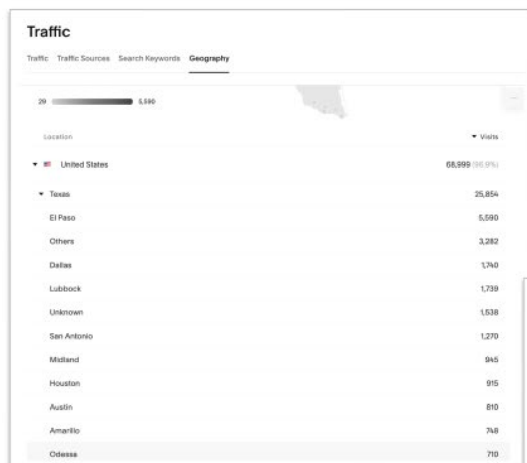 Traffic
Traffic Traffic Sources Search Keywords Geography
29 5,590
Location Visits
United States 68,999 (96.9%)
Texas 25,854
El Paso 5,590
Others 3,282
Dallas 1,740
Lubbock 1,739
Unknown 1,538
San Antonio 1,270
Midland 945
Houston 915
Austin 810
Amarillo 748
Odessa 710